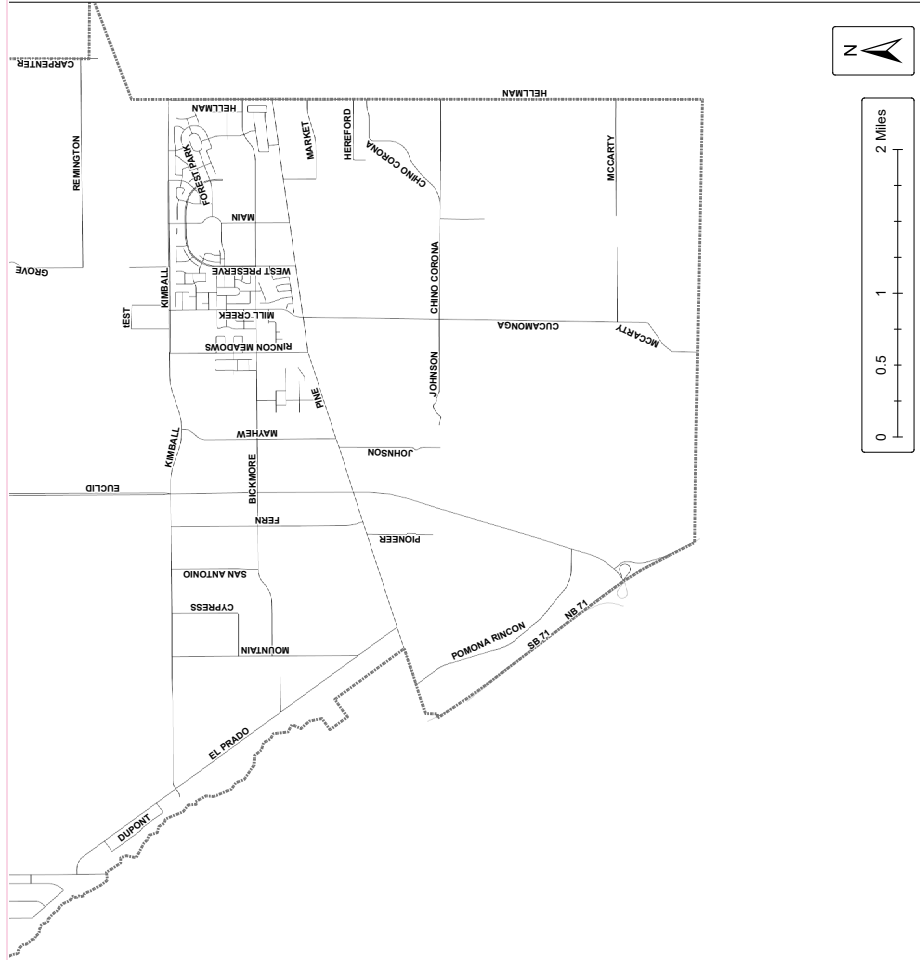 CARPENTER
N
HELLMAN
HELLMAN
REMINGTON
MARKET
HEREFORD
CHINO CORONA
MCCARTY
2 Miles
FOREST PARK
MAIN
GROVE
WEST PRESERVE
KIMBALL
CHINO CORONA
1
tEST
MILL CREEK
CUCAMONGA
MCCARTY
RINCON MEADOWS
JOHNSON
0.5
PINE
KIMBALL
MAYHEW
JOHNSON
0
EUCLID
BICKMORE
FERN
PIONEER
SAN ANTONIO
CYPRESS
NB 71
SB 71
POMONA RINCON
MOUNTAIN
EL PRADO
DUPONT